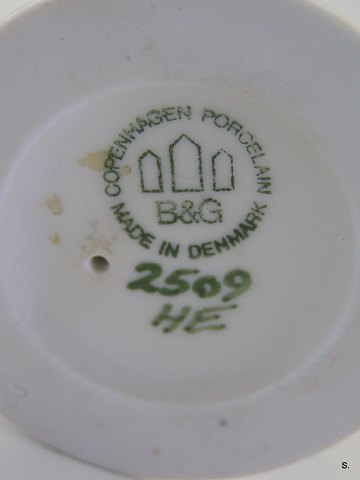 COPENHAGEN PORCELAIN
B&G
MADE IN DENMARK
2509
HE
s.